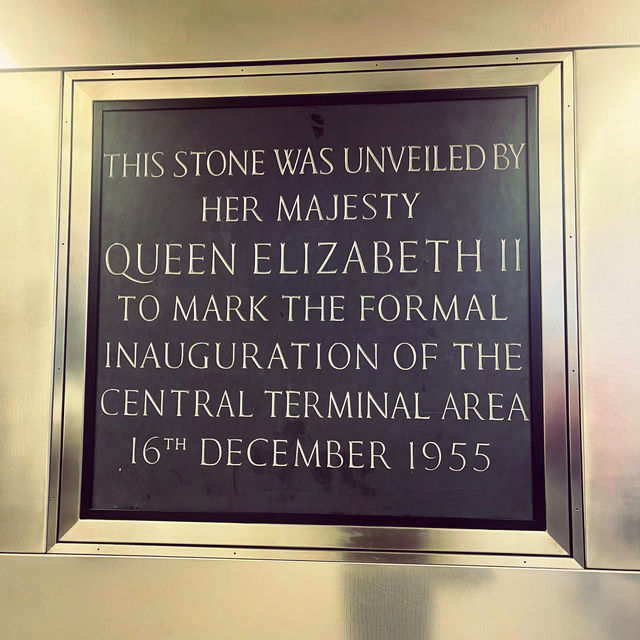 THIS STONE WAS UNVEILED BY
HER MAJESTY
QUEEN ELIZABETH II
TO MARK THE FORMAL
INAUGURATION OF THE
CENTRAL TERMINAL AREA
16TH DECEMBER 1955